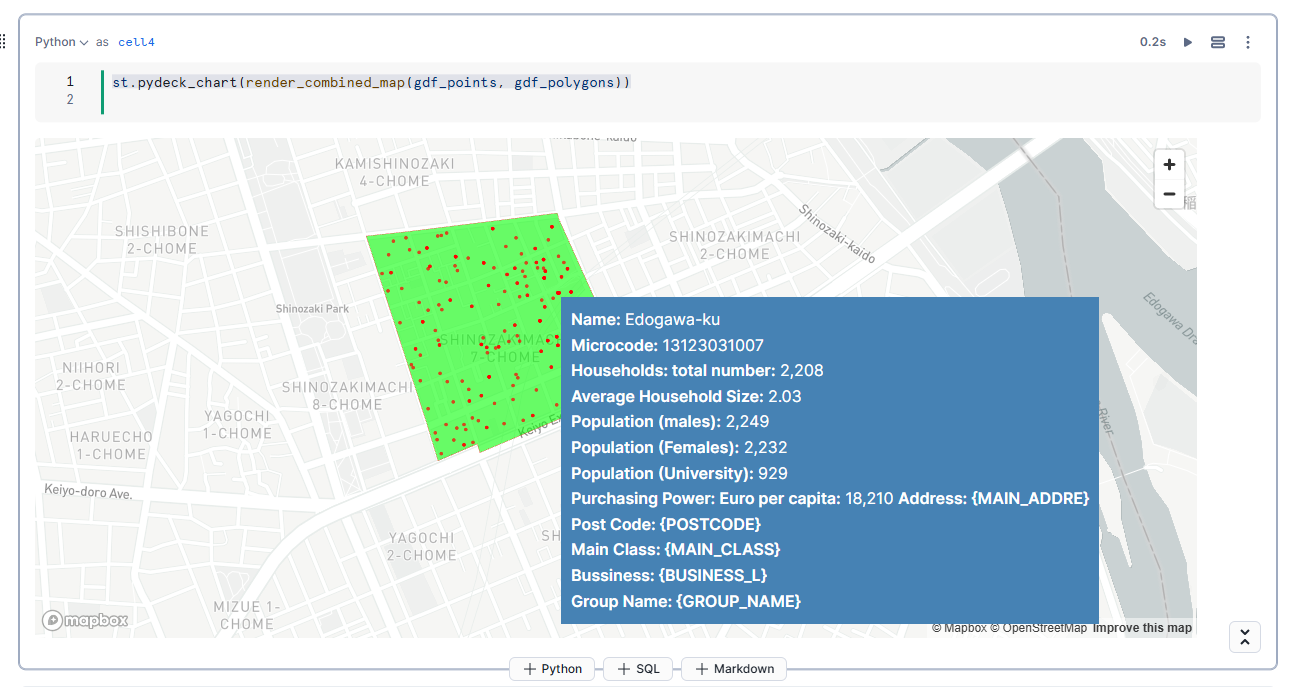 Python as cell4
0.2s
1 st.pydeck_chart(render_combined_map(gdf_points, gdf_polygons))
2
KAMISHINOZAKI
4-CHOME
SHISHIBONE
2-CHOME
SHINOZAKIMACHI
2-CHOME
Shinozaki-kaido
Edogawa
Shinozaki Park
SHINOZAKIMAC
7-CHOME
NIIHORI
2-CHOME
SHINOZAKIMACHI
8-CHOME
YAGOCHI
1-CHOME
HARUECHO
1-CHOME
Keiyo-doro Ave.
Keiyo
River
YAGOCHI
2-CHOME
SH
MIZUE 1-
CHOME
Name: Edogawa-ku
Microcode: 13123031007
Households: total number: 2,208
Average Household Size: 2.03
Population (males): 2,249
Population (Females): 2,232
Population (University): 929
Purchasing Power: Euro per capita: 18,210 Address: {MAIN_ADDRE}
Post Code: {POSTCODE}
Main Class: {MAIN_CLASS}
Bussiness: {BUSINESS_L}
Group Name: {GROUP_NAME}
mapbox
© Mapbox © OpenStreetMap Improve this map
+ Python + SQL + Markdown